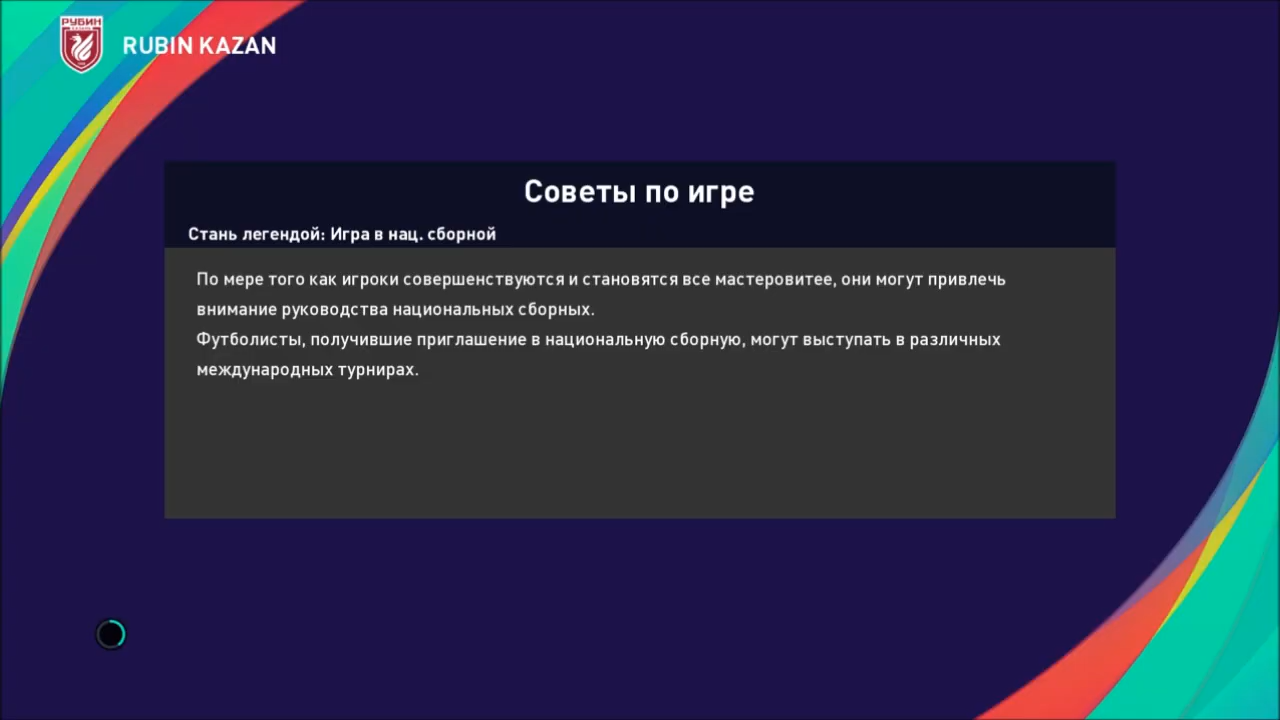 РУБИН
RUBIN KAZAN
Советы по игре
Стань легендой: Игра в нац. сборной
По мере того как игроки совершенствуются и становятся все мастеровитее, они могут привлечь
внимание руководства национальных сборных.
Футболисты, получившие приглашение в национальную сборную, могут выступать в различных
международных турнирах.